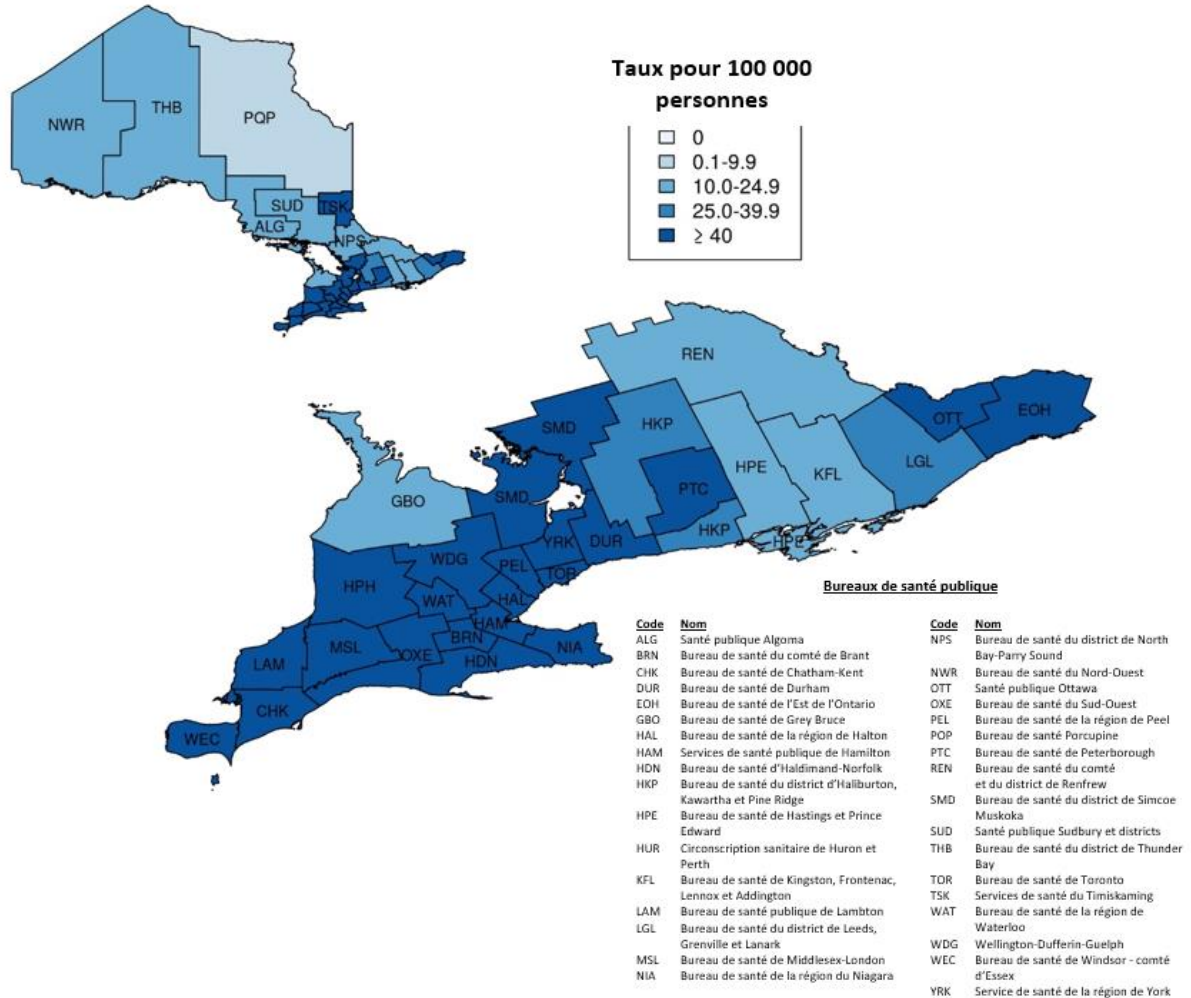 Taux pour 100 000
personnes
0
0.1-9.9
10.0-24.9
25.0-39.9
≥ 40
NWR
THB
PQP
SUD
TSK
ALG
NPS
REN
SMD
HKP
OTT
EOH
HPE
KFL
LGL
GBO
SMD
PTC
HKP
HPE
YRK
DUR
WDG
PEL
TOR
HPH
WAT
HAL
HAM
MSL
OXE
BRN
NIA
HDN
LAM
CHK
WEC
Bureaux de santé publique
Code Nom
ALG Santé publique Algoma
BRN Bureau de santé du comté de Brant
CHK Bureau de santé de Chatham-Kent
DUR Bureau de santé de Durham
EOH Bureau de santé de l'Est de l'Ontario
GBO Bureau de santé de Grey Bruce
HAL Bureau de santé de la région de Halton
HAM Services de santé publique de Hamilton
HDN Bureau de santé d'Haldimand-Norfolk
HKP Bureau de santé du district d'Haliburton,
Kawartha et Pine Ridge
HPE Bureau de santé de Hastings et Prince
Edward
HUR Circonscription sanitaire de Huron et
Perth
KFL Bureau de santé de Kingston, Frontenac,
Lennox et Addington
LAM Bureau de santé publique de Lambton
LGL Bureau de santé du district de Leeds,
Grenville et Lanark
MSL Bureau de santé de Middlesex-London
NIA Bureau de santé de la région du Niagara
Code Nom
NPS Bureau de santé du district de North
Bay-Parry Sound
NWR Bureau de santé du Nord-Ouest
OTT Santé publique Ottawa
OXE Bureau de santé du Sud-Ouest
PEL Bureau de santé de la région de Peel
POP Bureau de santé Porcupine
PTC Bureau de santé de Peterborough
REN Bureau de santé du comté
et du district de Renfrew
SMD Bureau de santé du district de Simcoe
Muskoka
SUD Santé publique Sudbury et districts
THB Bureau de santé du district de Thunder
Bay
TOR Bureau de santé de Toronto
TSK Services de santé du Timiskaming
WAT Bureau de santé de la région de
Waterloo
WDG Wellington-Dufferin-Guelph
WEC Bureau de santé de Windsor - comté
d'Essex
YRK Service de santé de la région de York